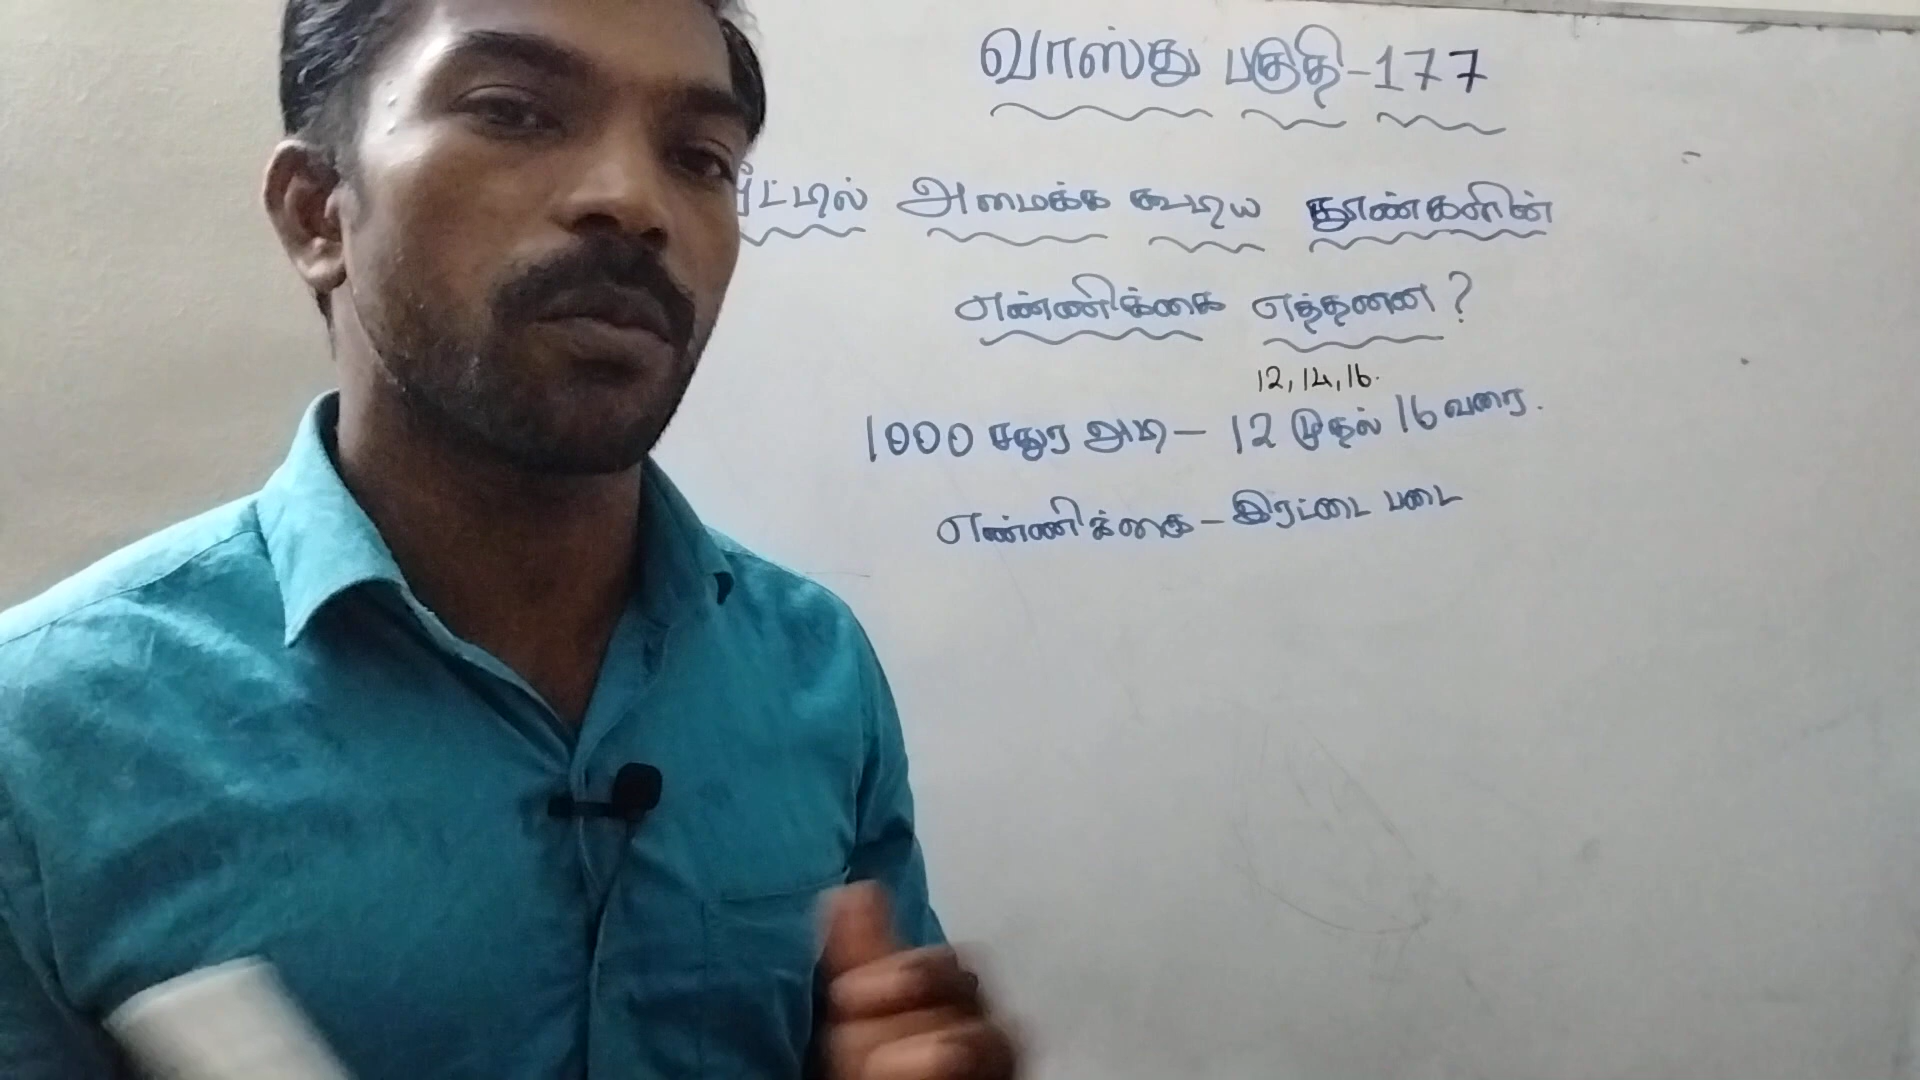 வாஸ்து பகுதி-177
வீட்டில் அமைக்க கூடிய தூண்களின்
எண்ணிக்கை எத்தனை?
12, 14, 16.
1000 சதுர அடி - 12 முதல் 16 வரை.
எண்ணிக்கை - இரட்டை படை